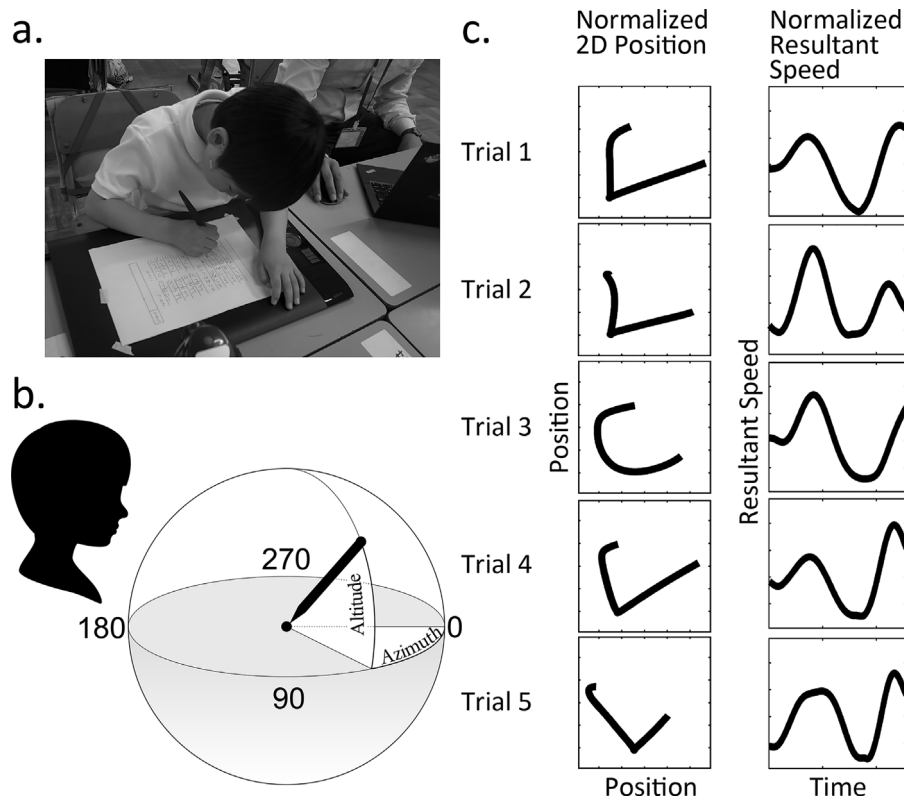 a.
b.
270
180
0
90
Altitude
Azimuth
c.
Normalized
2D Position
Normalized
Resultant
Speed
Trial 1
Trial 2
Trial 3
Trial 4
Trial 5
Position
Resultant Speed
Position
Time